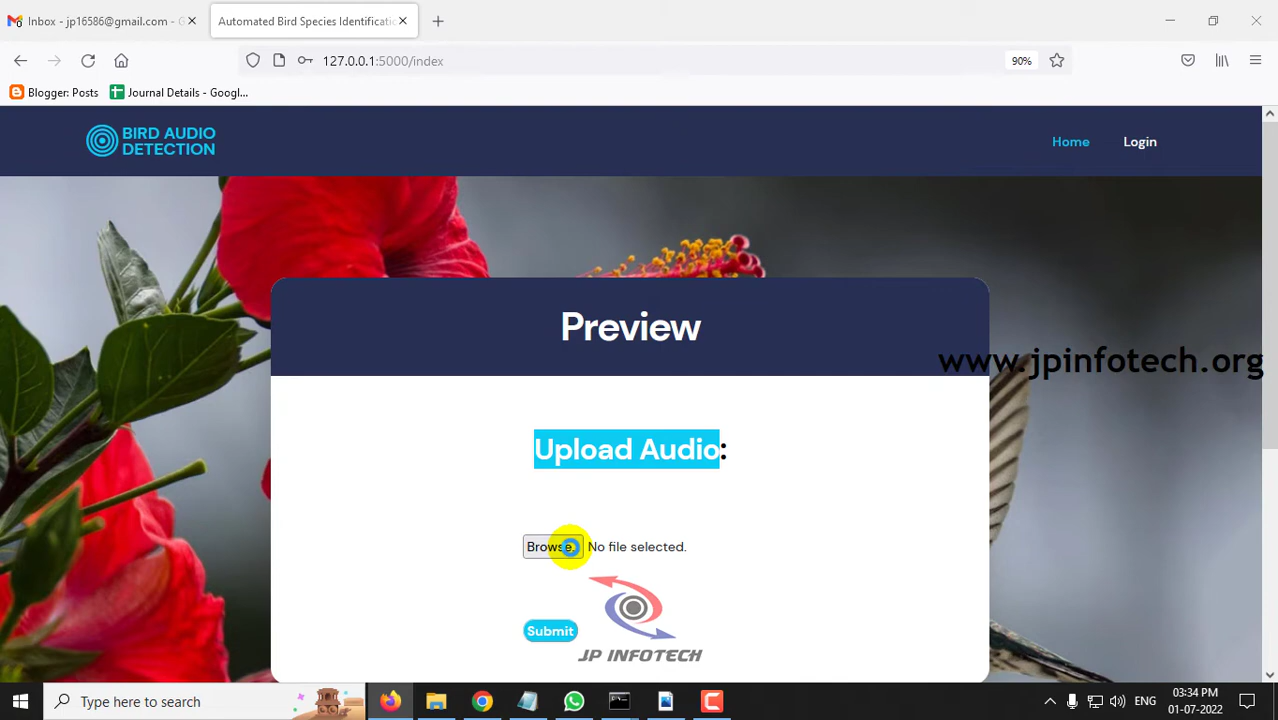 Inbox - jp16586@gmail.com - G
Automated Bird Species Identificatio
127.0.0.1:5000/index
90%
Blogger: Posts
Journal Details - Googl...
BIRD AUDIO
DETECTION
Home
Login
Preview
www.jpinfotech.org
Upload Audio:
Browse.
No file selected.
Submit
JP INFOTECH
Type here to search
ENG
03:34 PM
01-07-2022